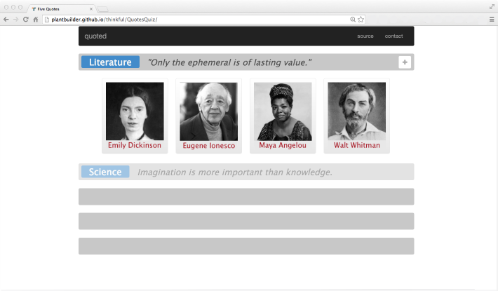 Five Quotes
plantbuilder.github.io/thinkful/QuotesQuiz/
quoted
source
contact
Literature
"Only the ephemeral is of lasting value."
+
Emily Dickinson
Eugene Ionesco
Maya Angelou
Walt Whitman
Science
Imagination is more important than knowledge.